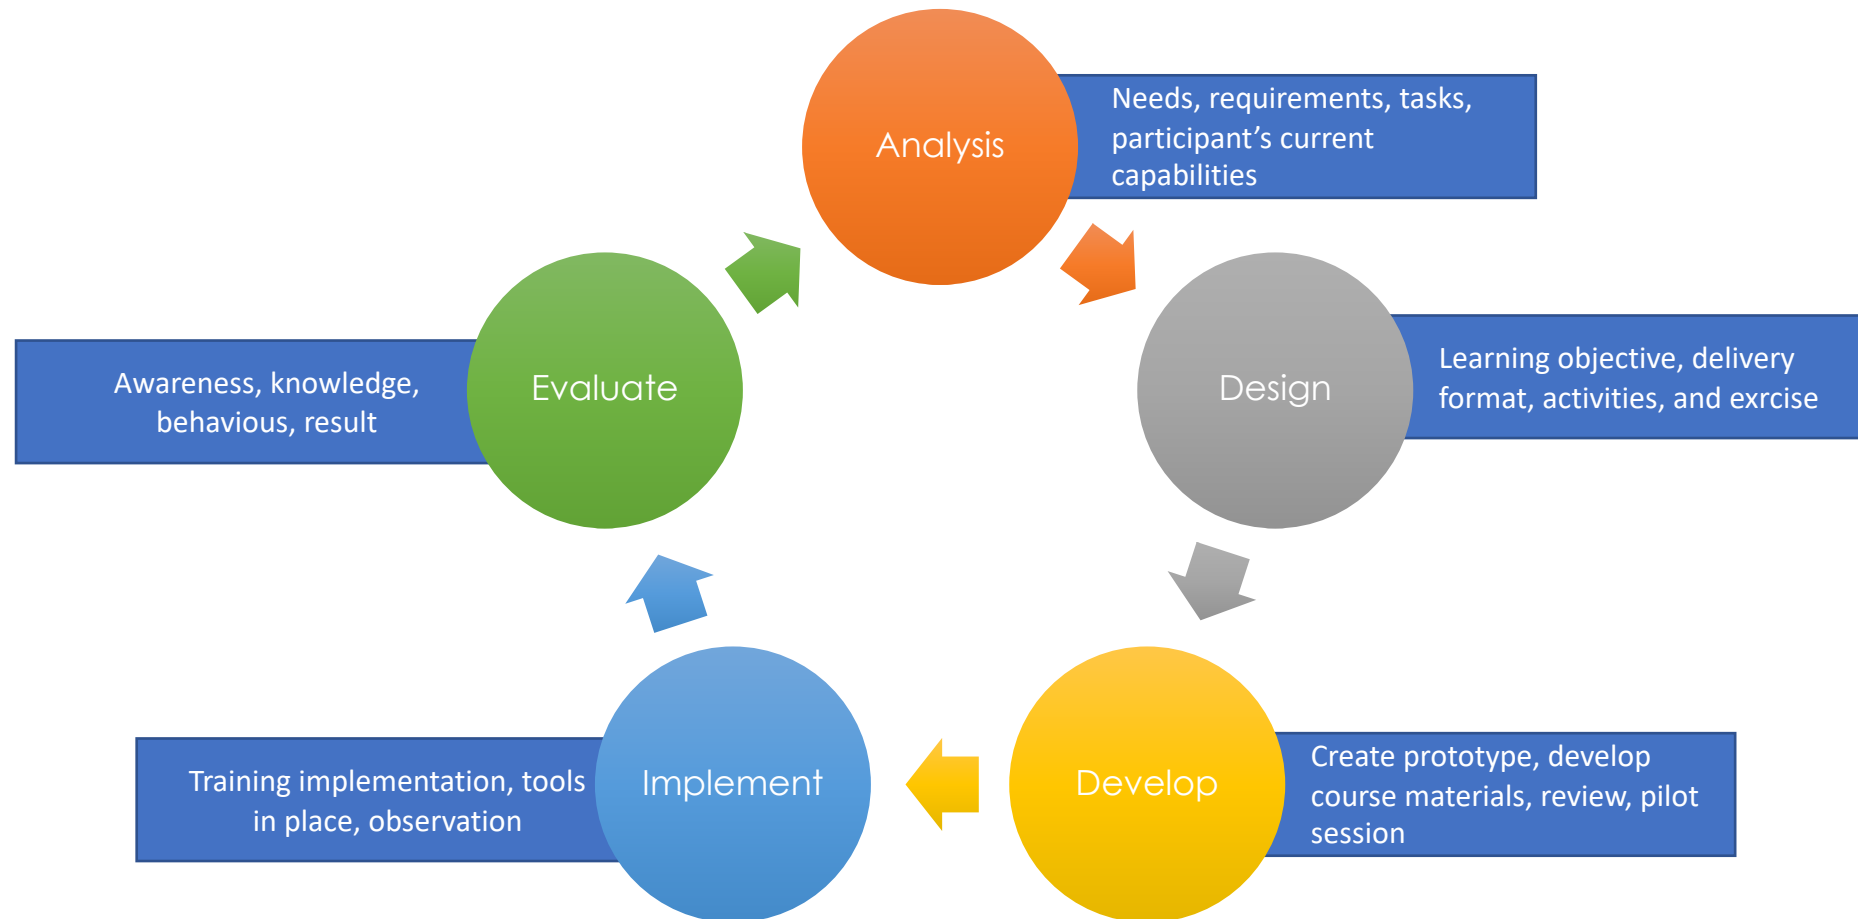 Analysis
Needs, requirements, tasks,
participant’s current
capabilities
Design
Learning objective, delivery
format, activities, and exrcise
Develop
Create prototype, develop
course materials, review, pilot
session
Implement
Training implementation, tools
in place, observation
Evaluate
Awareness, knowledge,
behavious, result